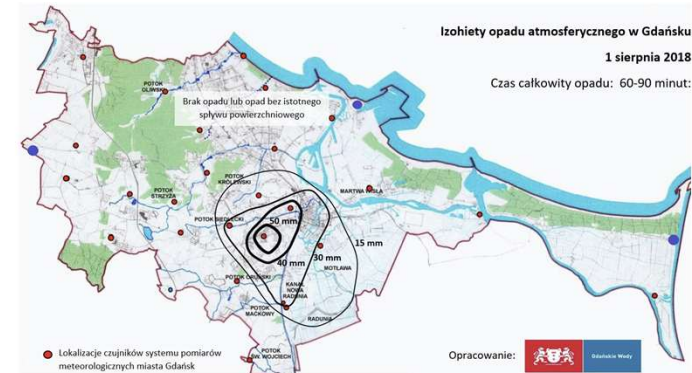 Izohiety opadu atmosferycznego w Gdańsku
1 sierpnia 2018
Czas całkowity opadu: 60-90 minut:
POTOK
OLIWSKI
Brak opadu lub opad bez istotnego
spływu powierzchniowego
POTOK
KRÓLEWSKI
POTOK
STRZYŻA
MARTWA WISŁA
POTOK SIEDLECKI
50 mm
15 mm
30 mm
40 mm
MOTŁAWA
POTOK ORUŃSKI
KANAŁ
NOWA
RADUNIA
POTOK
MAĆKOWY
RADUNIA
POTOK
ŚW. WOJCIECH
Lokalizacje czujników systemu pomiarów
meteorologicznych miasta Gdańsk
Opracowanie:
Gdańskie Wody